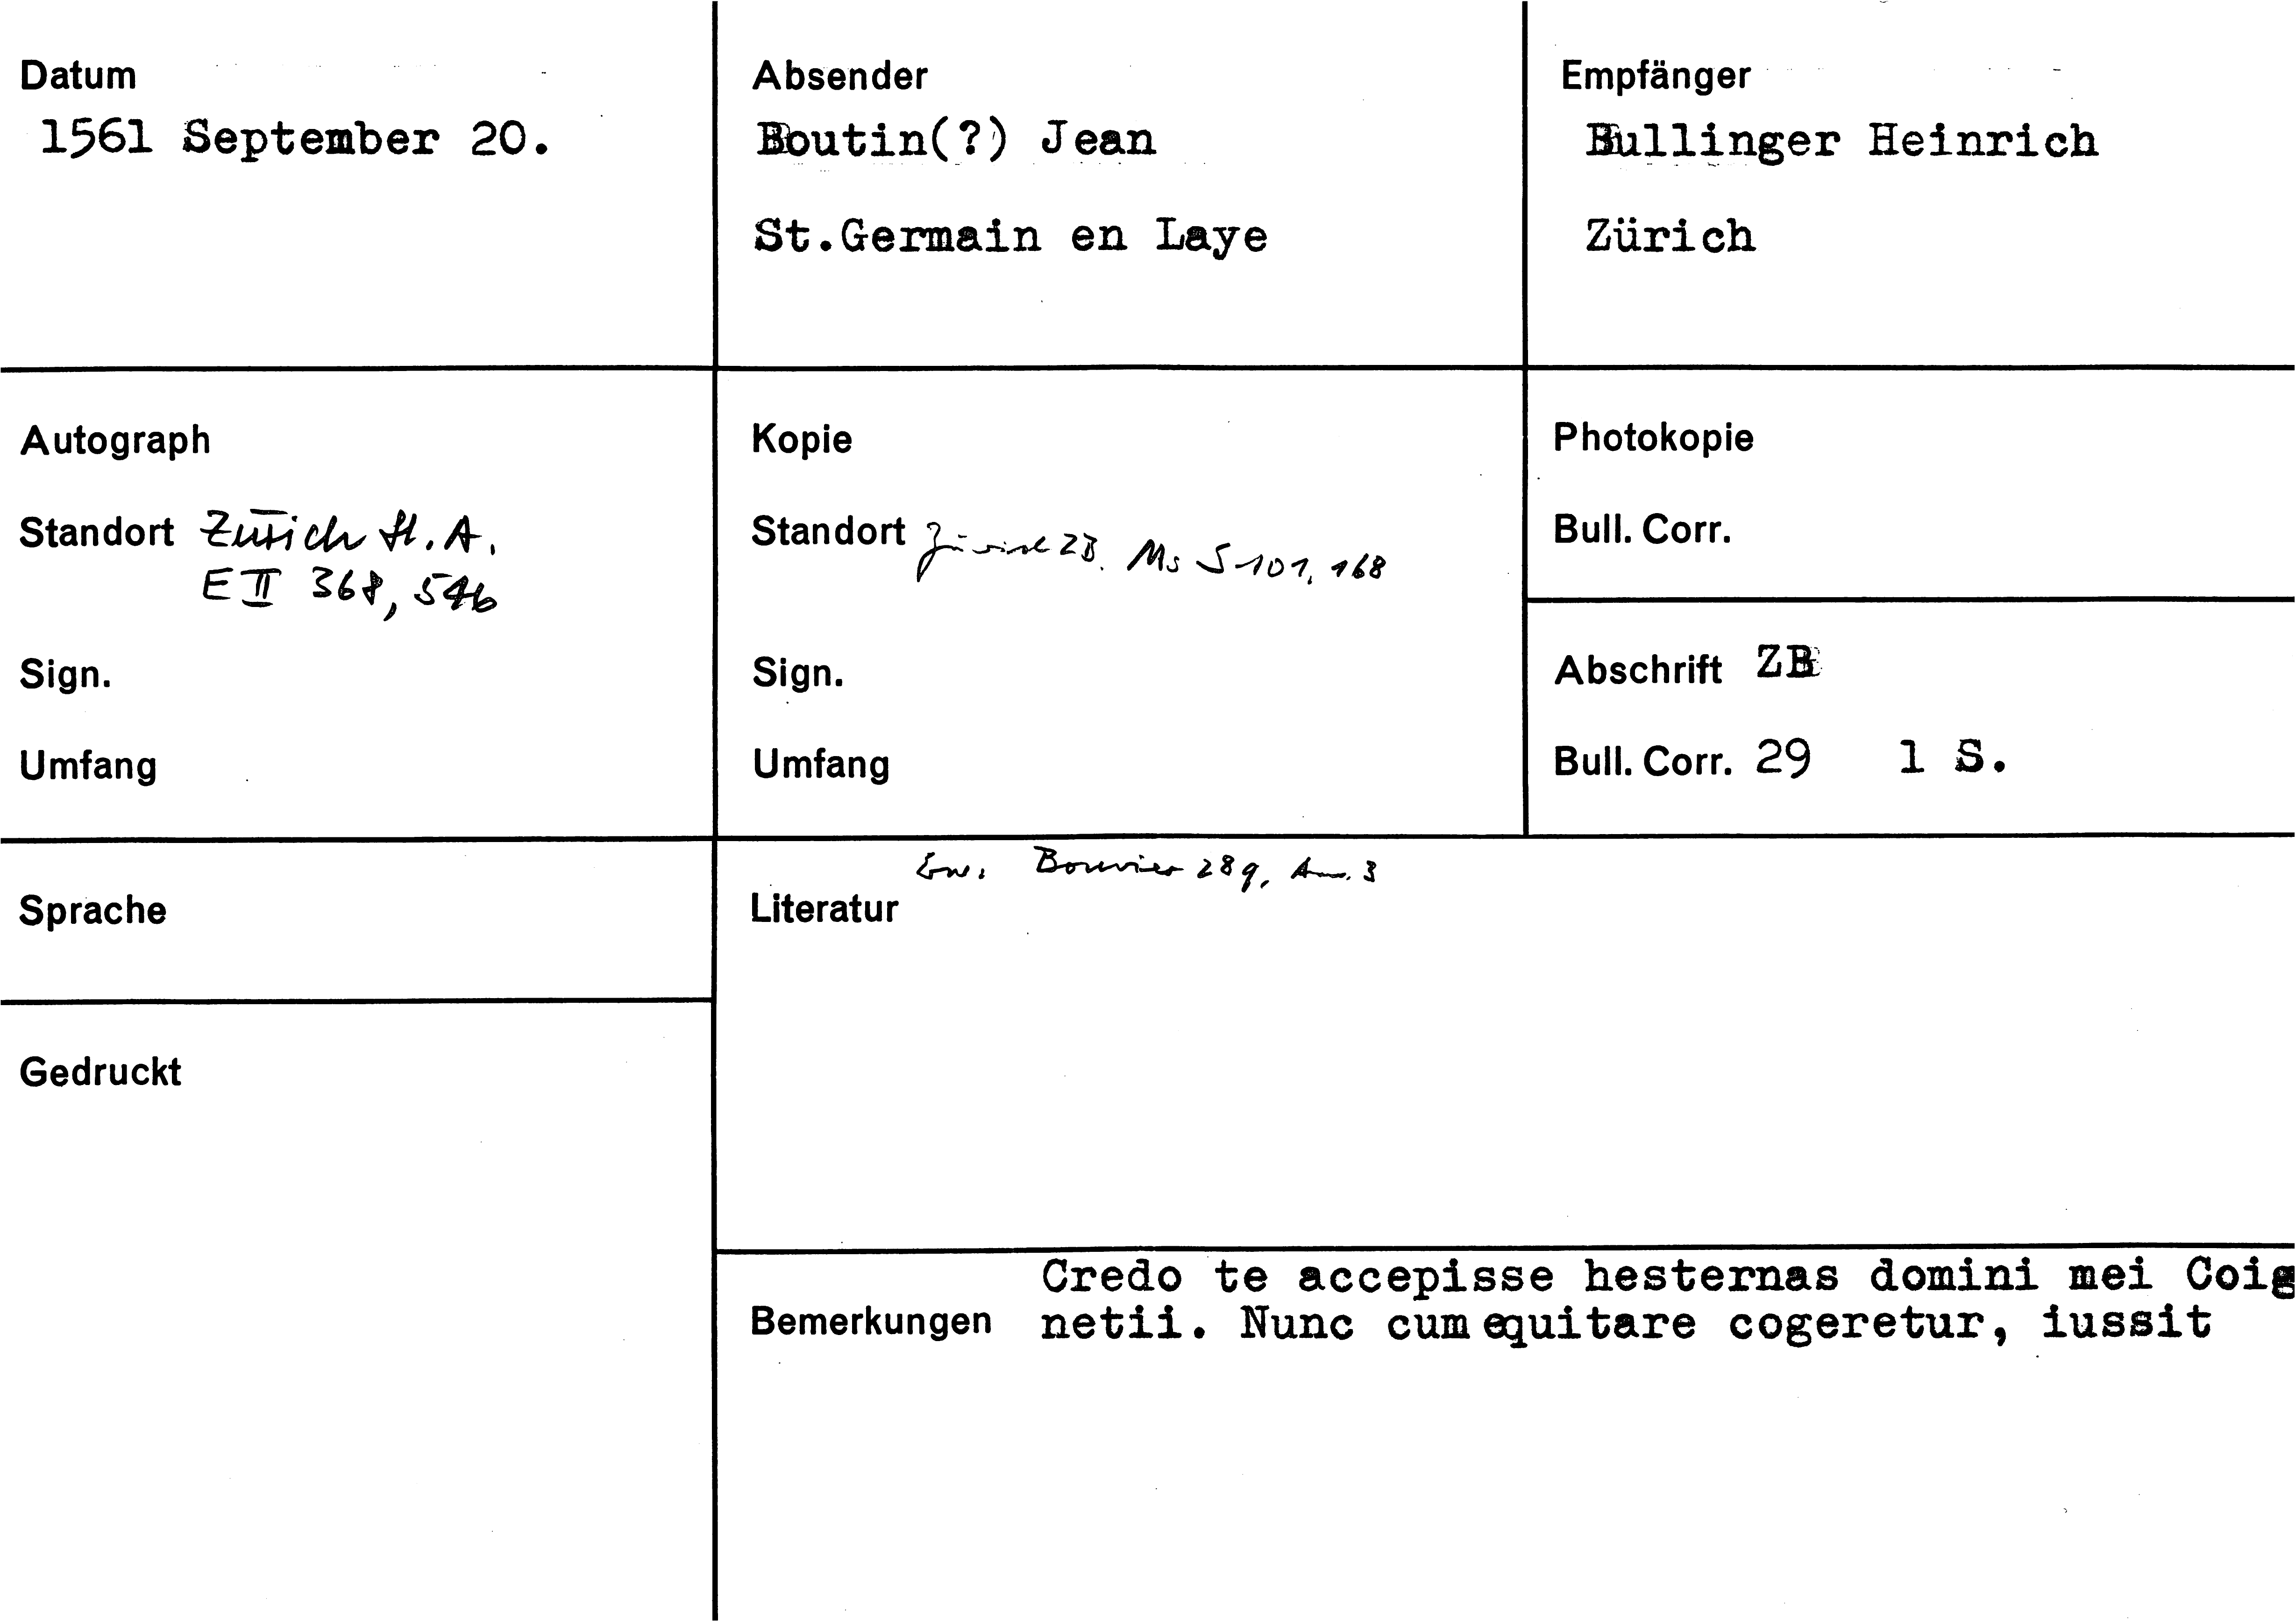 Datum
1561 September 20.
Absender
Boutin(?) Jean
St.Germain en Laye
Empfänger
Bullinger Heinrich
Zürich
Autograph
Standort Zürich St. A.
E II 368, 546
Sign.
Umfang
Kopie
Standort Zürich ZB. Ms S 101, 168
Sign.
Umfang
Photokopie
Bull. Corr.
Abschrift ZB
Bull. Corr. 29 1 S.
Sprache
Gedruckt
Erw. Bouvier 289, Anm. 3
Literatur
Credo te accepisse hesternas domini mei Coig
Bemerkungen netii. Nunc cum equitare cogeretur, iussit